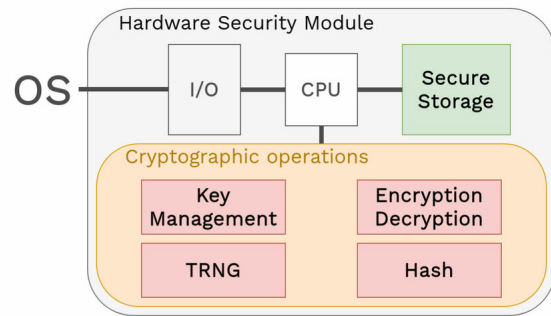 Hardware Security Module
OS
I/O
CPU
Secure
Storage
Cryptographic operations
Key
Management
Encryption
Decryption
TRNG
Hash